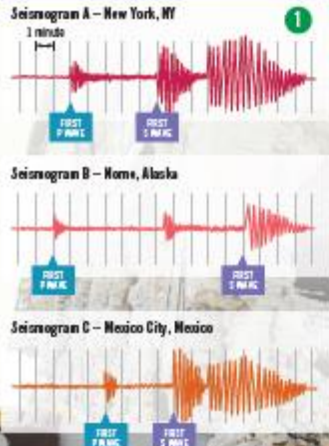 Seismogram A – New York, NY
1
1 minute
FIRST
P WAVE
FIRST
S WAVE
Seismogram B – Nome, Alaska
FIRST
P WAVE
FIRST
S WAVE
Seismogram C – Mexico City, Mexico
FIRST
P WAVE
FIRST
S WAVE